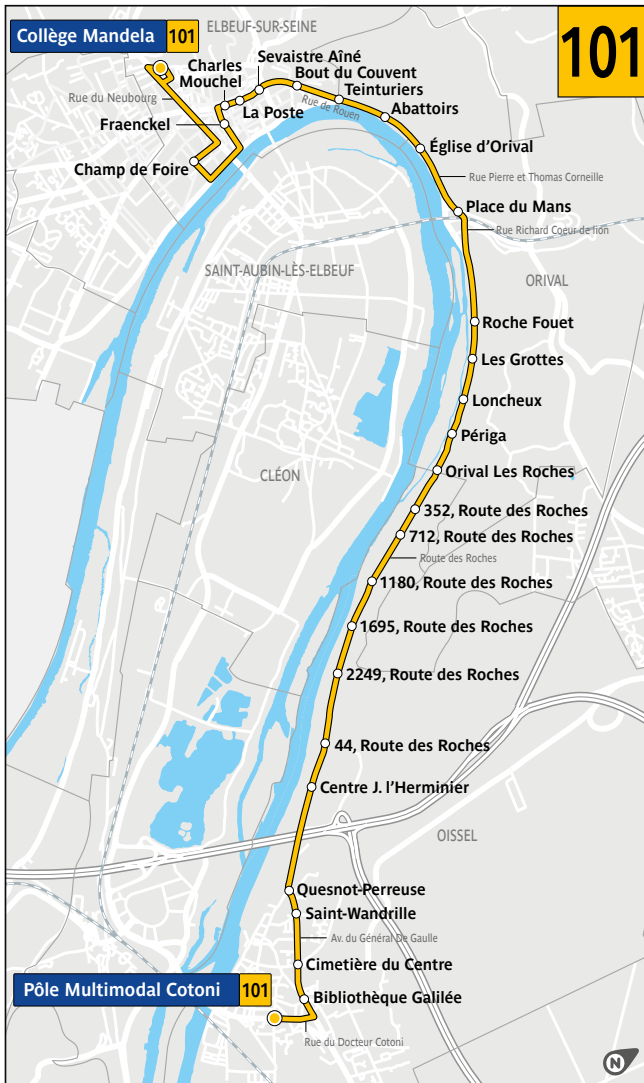 ELBEUF-SUR-SEINE
101
Collège Mandela 101
Charles
Mouchel
Sevaistre Aîné
Bout du Couvent
Teinturiers
Rue du Neubourg
La Poste
Rue de Rouen
Abattoirs
Fraenckel
Église d'Orival
Champ de Foire
Rue Pierre et Thomas Corneille
Place du Mans
Rue Richard Coeur de lion
SAINT-AUBIN-LÈS-ELBEUF
ORIVAL
Roche Fouet
Les Grottes
Loncheux
Périga
Orival Les Roches
CLÉON
352, Route des Roches
712, Route des Roches
Route des Roches
1180, Route des Roches
1695, Route des Roches
2249, Route des Roches
44, Route des Roches
Centre J. l'Herminier
OISSEL
Quesnot-Perreuse
Saint-Wandrille
Av. du Général De Gaulle
Cimetière du Centre
Pôle Multimodal Cotoni 101
Bibliothèque Galilée
Rue du Docteur Cotoni
N